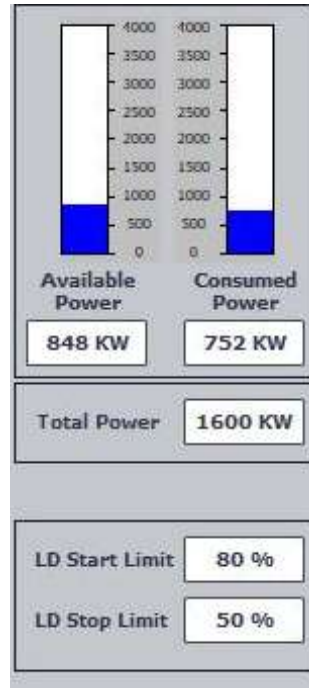 4000 4000
3500 3500
3000 3000
2500 2500
2000 2000
1500 1500
1000 1000
500 500
0 0
Available Consumed
Power Power
848 KW 752 KW
Total Power 1600 KW
LD Start Limit 80 %
LD Stop Limit 50 %